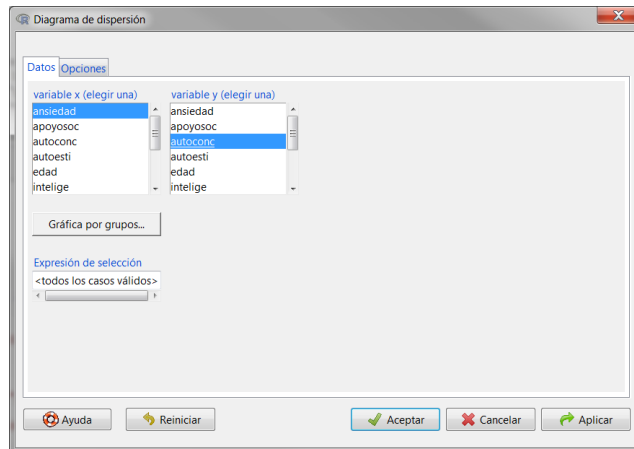 Diagrama de dispersión
Datos Opciones
variable x (elegir una) variable y (elegir una)
ansiedad ansiedad
apoyosoc apoyosoc
autoconc autoconc
autoesti autoesti
edad edad
intelige intelige
Gráfica por grupos...
Expresión de selección
<todos los casos válidos>
Ayuda Reiniciar Aceptar Cancelar Aplicar